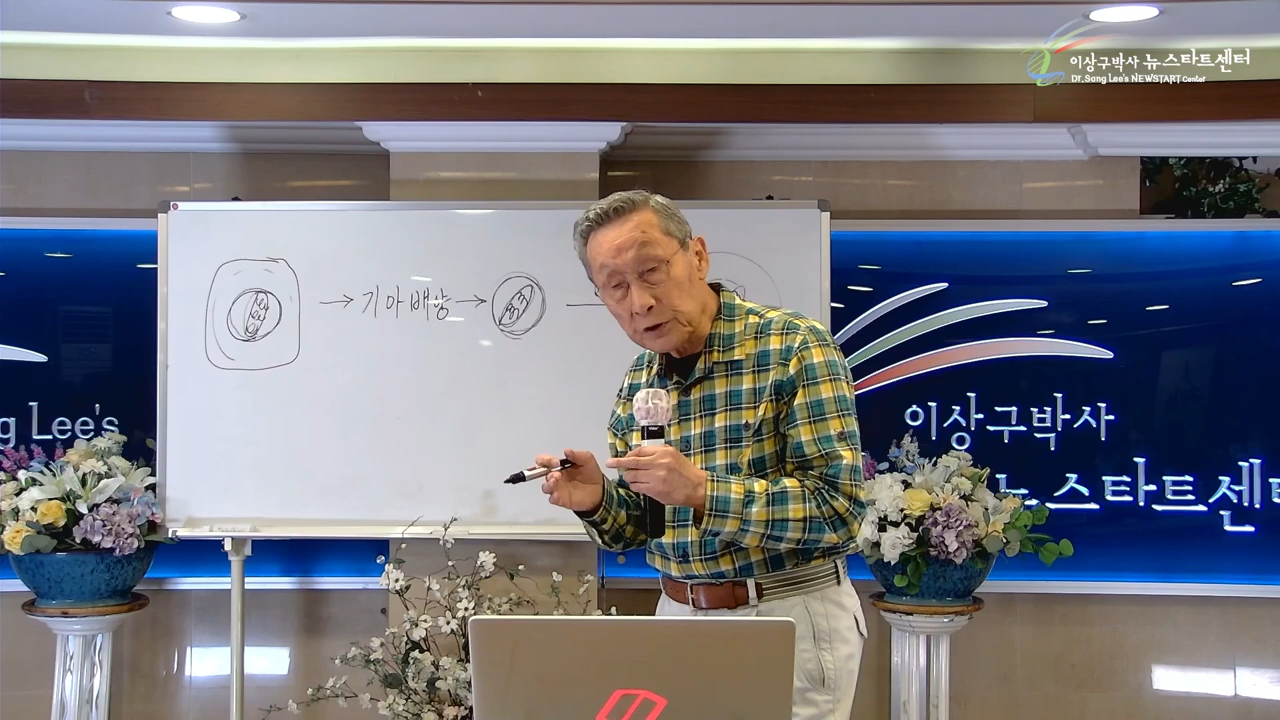 이상구박사 뉴스타트센터
Dr.Sang Lee's NEWSTART Center
→ 기아배양 →
g Lee's
이상구박사
뉴스타트센